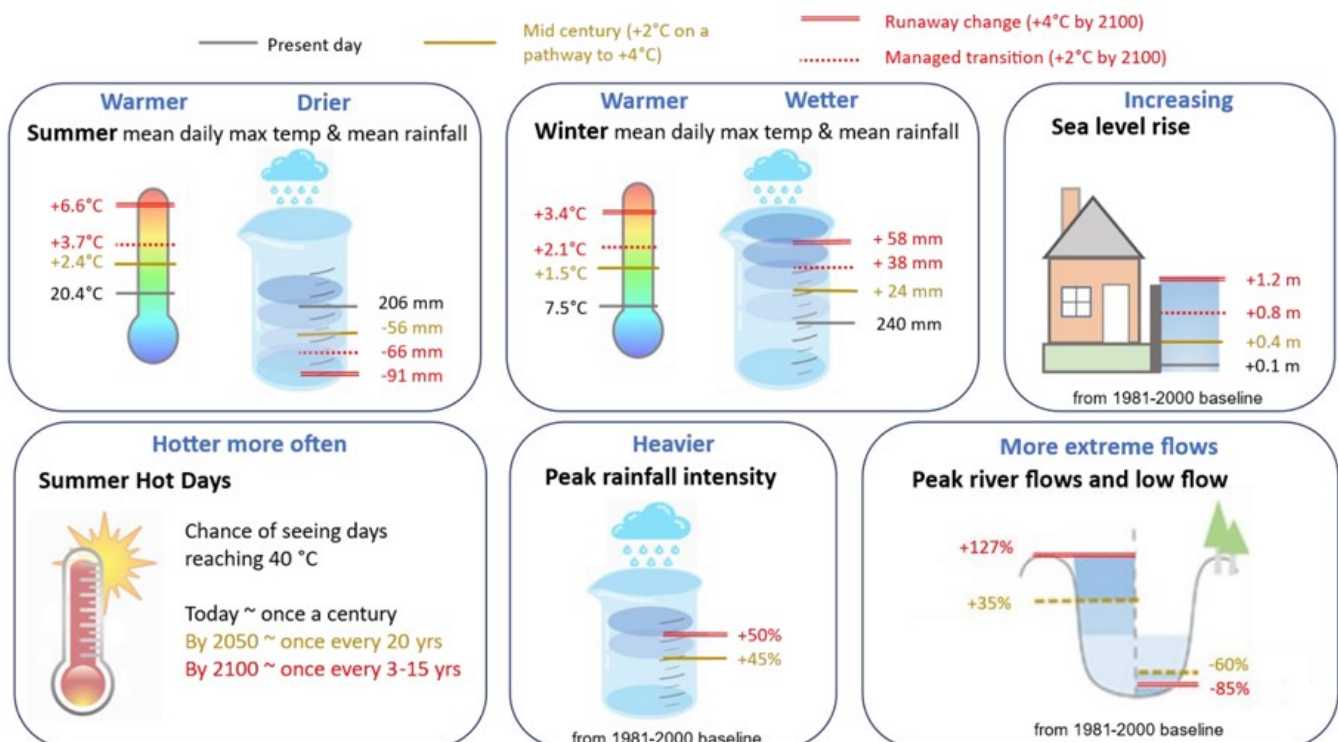 Present day
Mid century (+2°C on a
pathway to +4°C)
Runaway change (+4°C by 2100)
Managed transition (+2°C by 2100)
Warmer
Drier
Summer mean daily max temp & mean rainfall
+6.6°C
+3.7°C
+2.4°C
20.4°C
206 mm
-56 mm
-66 mm
-91 mm
Warmer
Wetter
Winter mean daily max temp & mean rainfall
+3.4°C
+2.1°C
+1.5°C
7.5°C
+ 58 mm
+ 38 mm
+ 24 mm
240 mm
Increasing
Sea level rise
+1.2 m
+0.8 m
+0.4 m
+0.1 m
from 1981-2000 baseline
Hotter more often
Summer Hot Days
Chance of seeing days
reaching 40 °C
Today ~ once a century
By 2050 ~ once every 20 yrs
By 2100 ~ once every 3-15 yrs
Heavier
Peak rainfall intensity
+50%
+45%
from 1981-2000 baseline
More extreme flows
Peak river flows and low flow
+127%
+35%
-60%
-85%
from 1981-2000 baseline